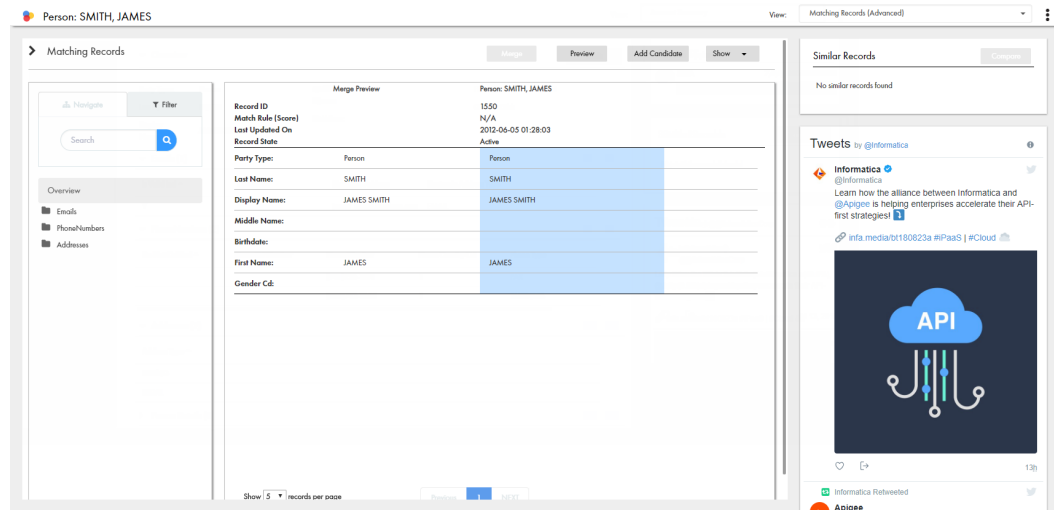 Person: SMITH, JAMES
View:
Matching Records (Advanced)
Matching Records
Merge
Preview
Add Candidate
Show
Navigate
Filter
Search
Overview
Emails
PhoneNumbers
Addresses
Merge Preview Person: SMITH, JAMES
Record ID 1550
Match Rule (Score) N/A
Last Updated On 2012-06-05 01:28:03
Record State Active
Party Type: Person Person
Last Name: SMITH SMITH
Display Name: JAMES SMITH JAMES SMITH
Middle Name:
Birthdate:
First Name: JAMES JAMES
Gender Cd:
Show 5 records per page
Previous 1 NEXT
Similar Records
Compare
No similar records found
Tweets by @Informatica
Informatica
@Informatica
Learn how the alliance between Informatica and
@Apigee is helping enterprises accelerate their API-
first strategies!
infa.media/bt180823a #iPaaS | #Cloud
API
13h
Informatica Retweeted
Apigee